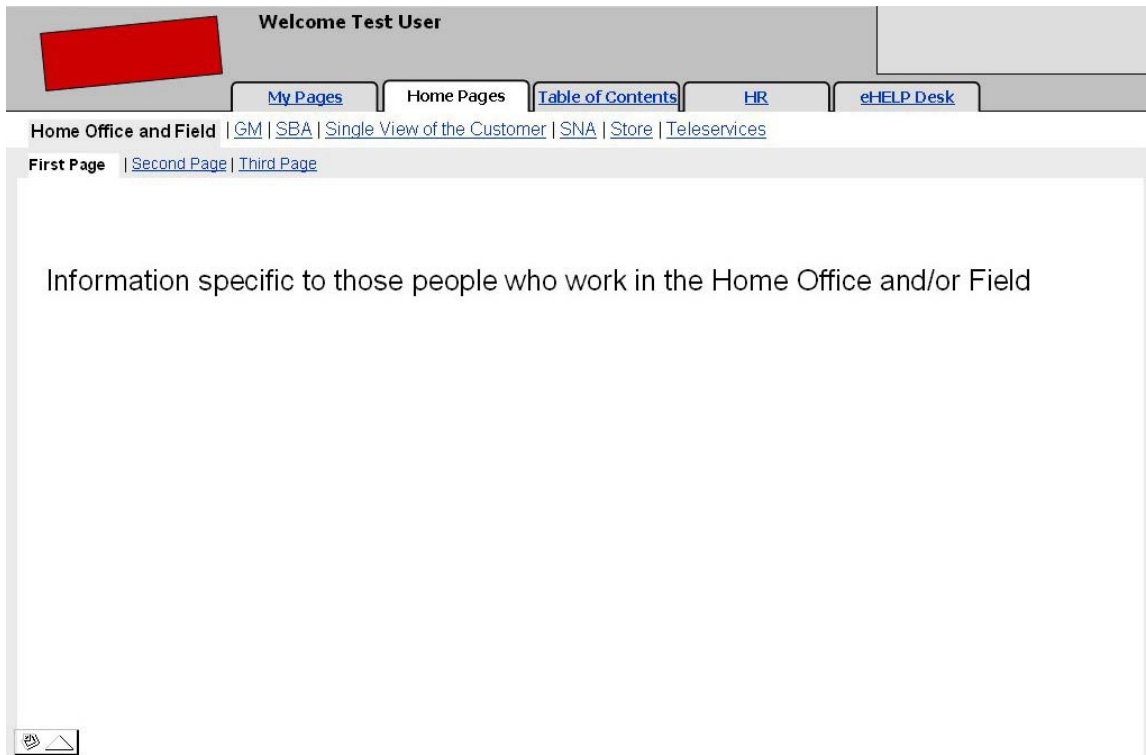 Welcome Test User
My Pages Home Pages Table of Contents HR eHELP Desk
Home Office and Field | GM | SBA | Single View of the Customer | SNA | Store | Teleservices
First Page | Second Page | Third Page
Information specific to those people who work in the Home Office and/or Field